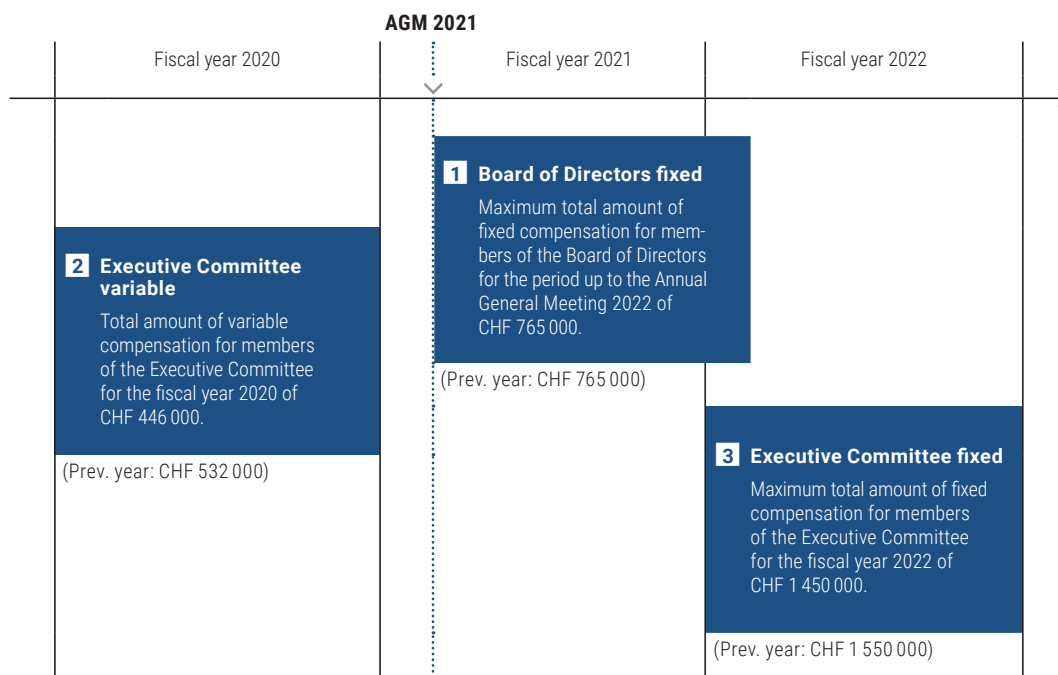 AGM 2021
Fiscal year 2020
Fiscal year 2021
Fiscal year 2022
1 Board of Directors fixed
Maximum total amount of
fixed compensation for mem-
bers of the Board of Directors
for the period up to the Annual
General Meeting 2022 of
CHF 765 000.
(Prev. year: CHF 765 000)
2 Executive Committee
variable
Total amount of variable
compensation for members
of the Executive Committee
for the fiscal year 2020 of
CHF 446 000.
(Prev. year: CHF 532 000)
3 Executive Committee fixed
Maximum total amount of fixed
compensation for members
of the Executive Committee
for the fiscal year 2022 of
CHF 1 450 000.
(Prev. year: CHF 1 550 000)